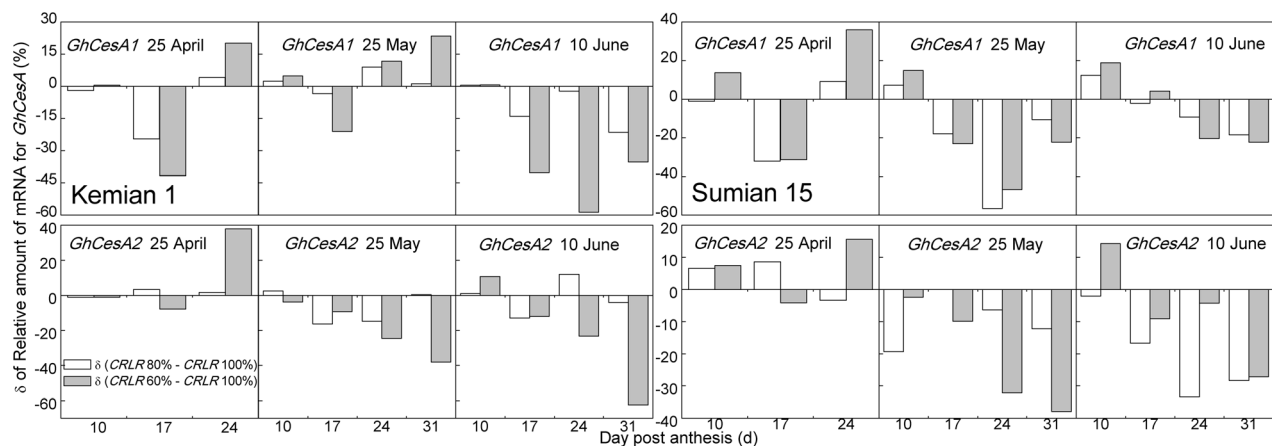 δ of Relative amount of mRNA for GhCesA (%)
30
15
0
-15
-30
-45
-60
GhCesA1 25 April
GhCesA1 25 May
GhCesA1 10 June
Kemian 1
40
20
0
-20
-40
-60
GhCesA1 25 April
GhCesA1 25 May
GhCesA1 10 June
Sumian 15
40
20
0
-20
-40
-60
GhCesA2 25 April
GhCesA2 25 May
GhCesA2 10 June
δ (CRLR 80% - CRLR 100%)
δ (CRLR 60% - CRLR 100%)
20
10
0
-10
-20
-30
-40
GhCesA2 25 April
GhCesA2 25 May
GhCesA2 10 June
10 17 24 10 17 24 31 10 17 24 31
10 17 24 10 17 24 31 10 17 24 31
Day post anthesis (d)